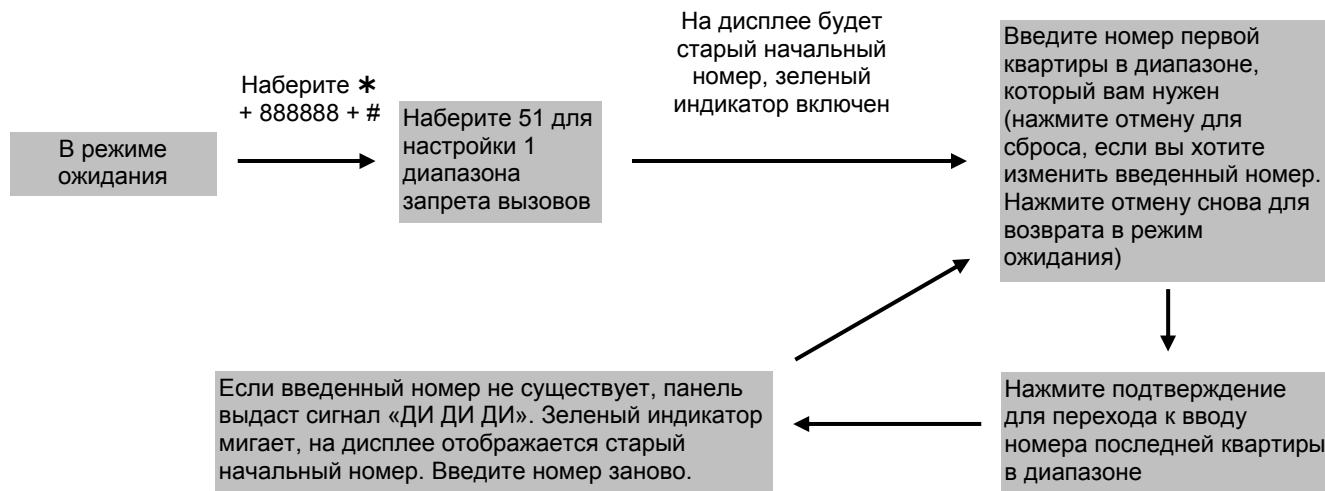 В режиме
ожидания
Наберите ∗
+ 888888 + #
Наберите 51 для
настройки 1
диапазона
запрета вызовов
На дисплее будет
старый начальный
номер, зеленый
индикатор включен
Введите номер первой
квартиры в диапазоне,
который вам нужен
(нажмите отмену для
сброса, если вы хотите
изменить введенный номер.
Нажмите отмену снова для
возврата в режим
ожидания)
Нажмите подтверждение
для перехода к вводу
номера последней квартиры
в диапазоне
Если введенный номер не существует, панель
выдаст сигнал «ДИ ДИ ДИ». Зеленый индикатор
мигает, на дисплее отображается старый
начальный номер. Введите номер заново.